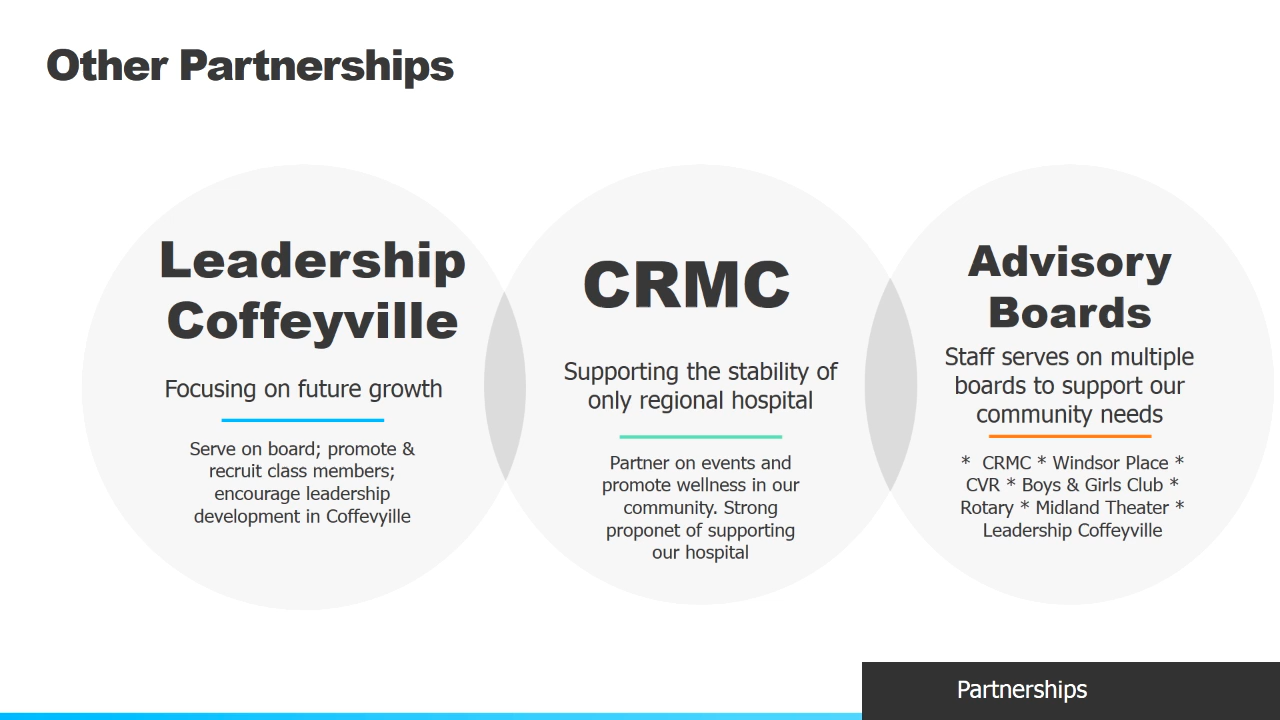 Other Partnerships
Leadership
Coffeyville
Focusing on future growth
Serve on board; promote &
recruit class members;
encourage leadership
development in Coffevyille
CRMC
Supporting the stability of
only regional hospital
Partner on events and
promote wellness in our
community. Strong
proponet of supporting
our hospital
Advisory
Boards
Staff serves on multiple
boards to support our
community needs
* CRMC * Windsor Place *
CVR * Boys & Girls Club *
Rotary * Midland Theater *
Leadership Coffeyville
Partnerships